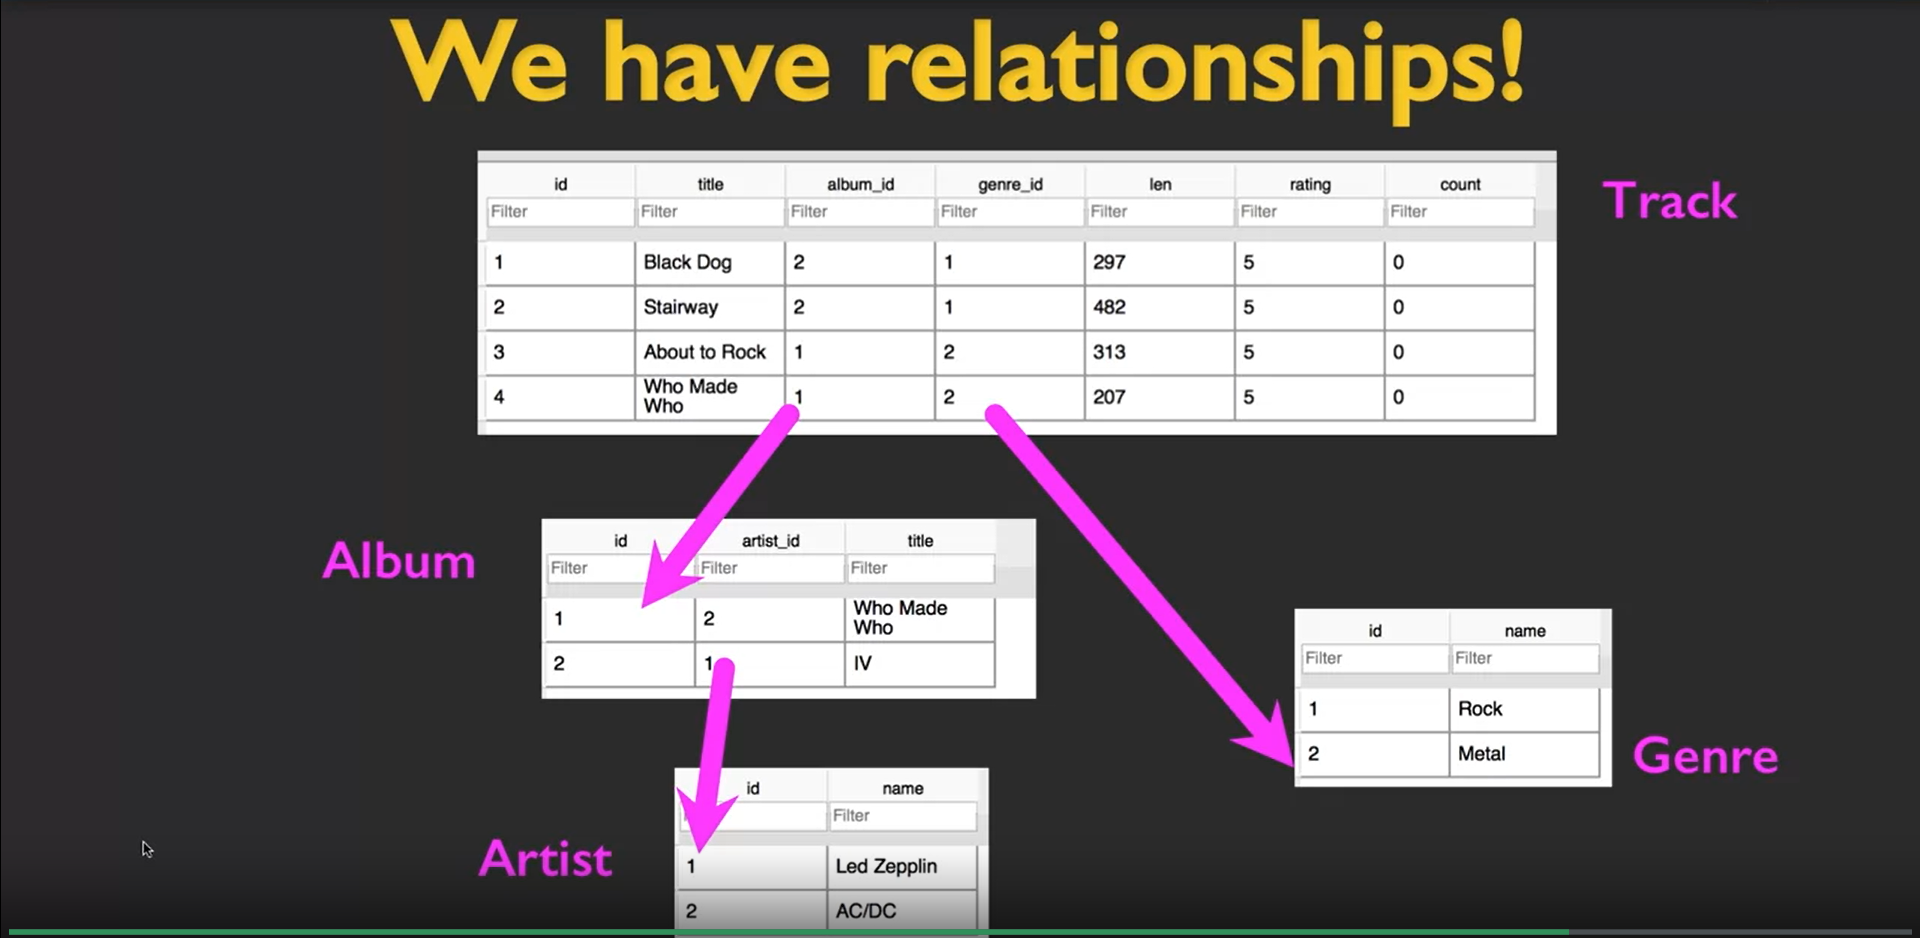 We have relationships!
Track
id title album_id genre_id len rating count
Filter Filter Filter Filter Filter Filter Filter
1 Black Dog 2 1 297 5 0
2 Stairway 2 1 482 5 0
3 About to Rock 1 2 313 5 0
4 Who Made Who 1 2 207 5 0
Album
id artist_id title
Filter Filter Filter
1 2 Who Made Who
2 1 IV
Genre
id name
Filter Filter
1 Rock
2 Metal
Artist
id name
Filter
1 Led Zepplin
2 AC/DC